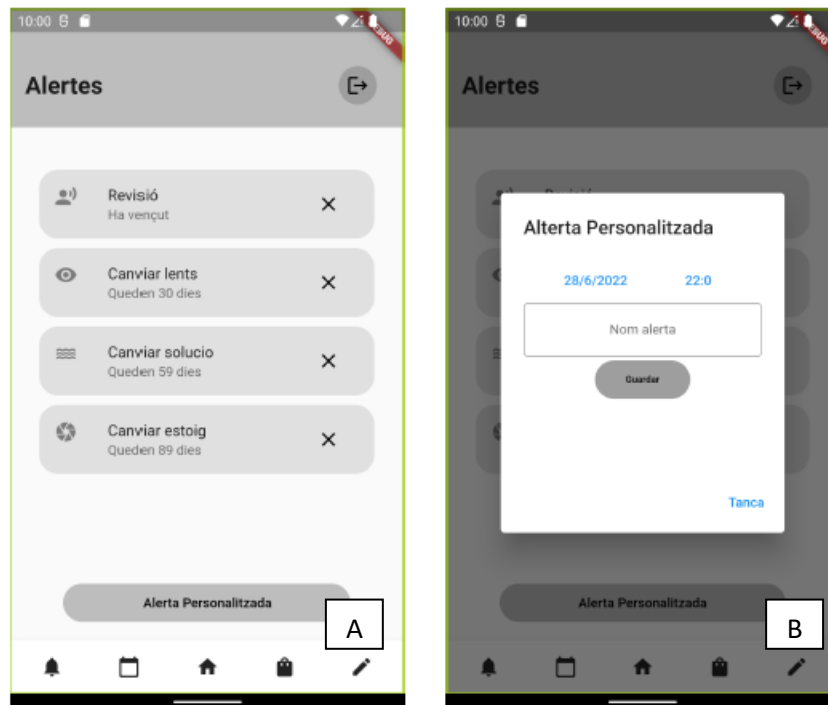 10:00
DEBUG
Alertes
Revisió
Ha vençut
Canviar lents
Queden 30 dies
Canviar solucio
Queden 59 dies
Canviar estoig
Queden 89 dies
Alerta Personalitzada
A
10:00
DEBUG
Alertes
Alterta Personalitzada
28/6/2022 22:0
Nom alerta
Guardar
Tanca
Alerta Personalitzada
B